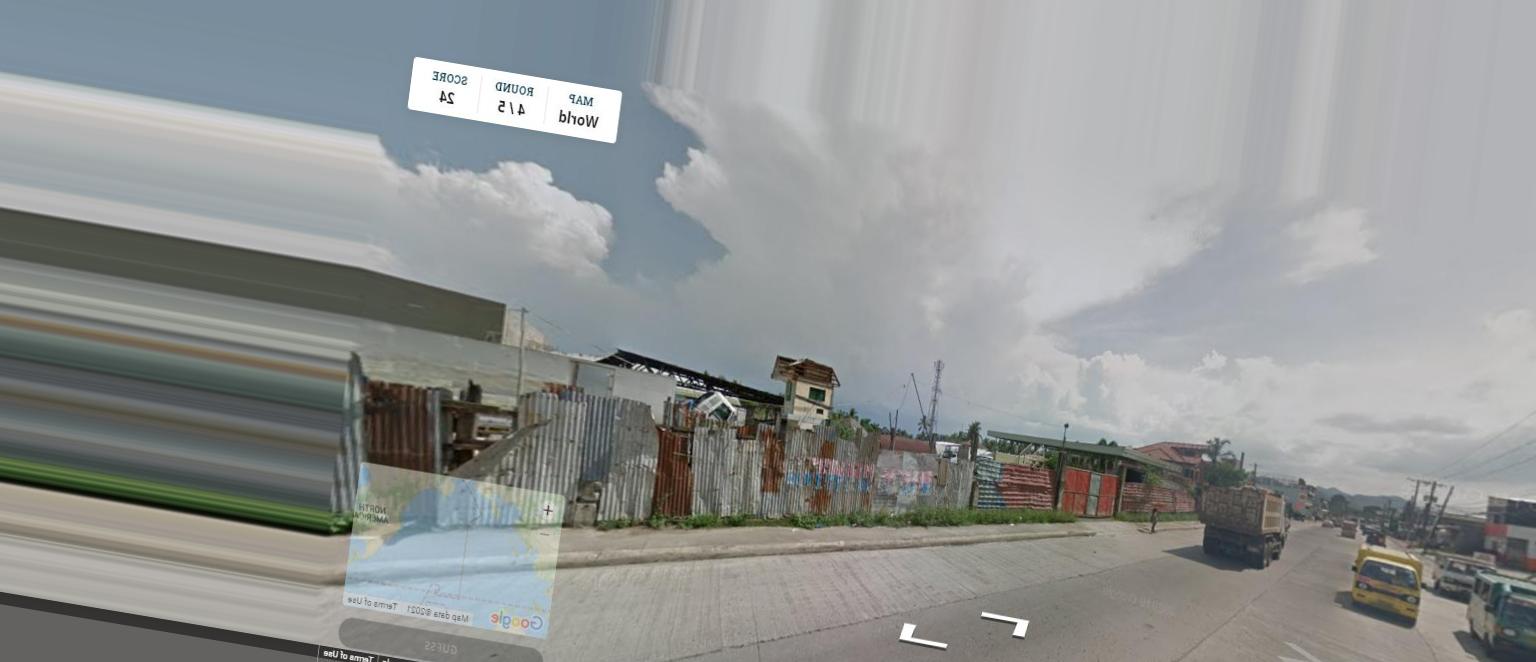 MAP
World
ROUND
4 / 5
SCORE
24
+
−
NORTH
AMERICA
Google
Map data ©2021
Terms of Use
GUESS
Terms of Use